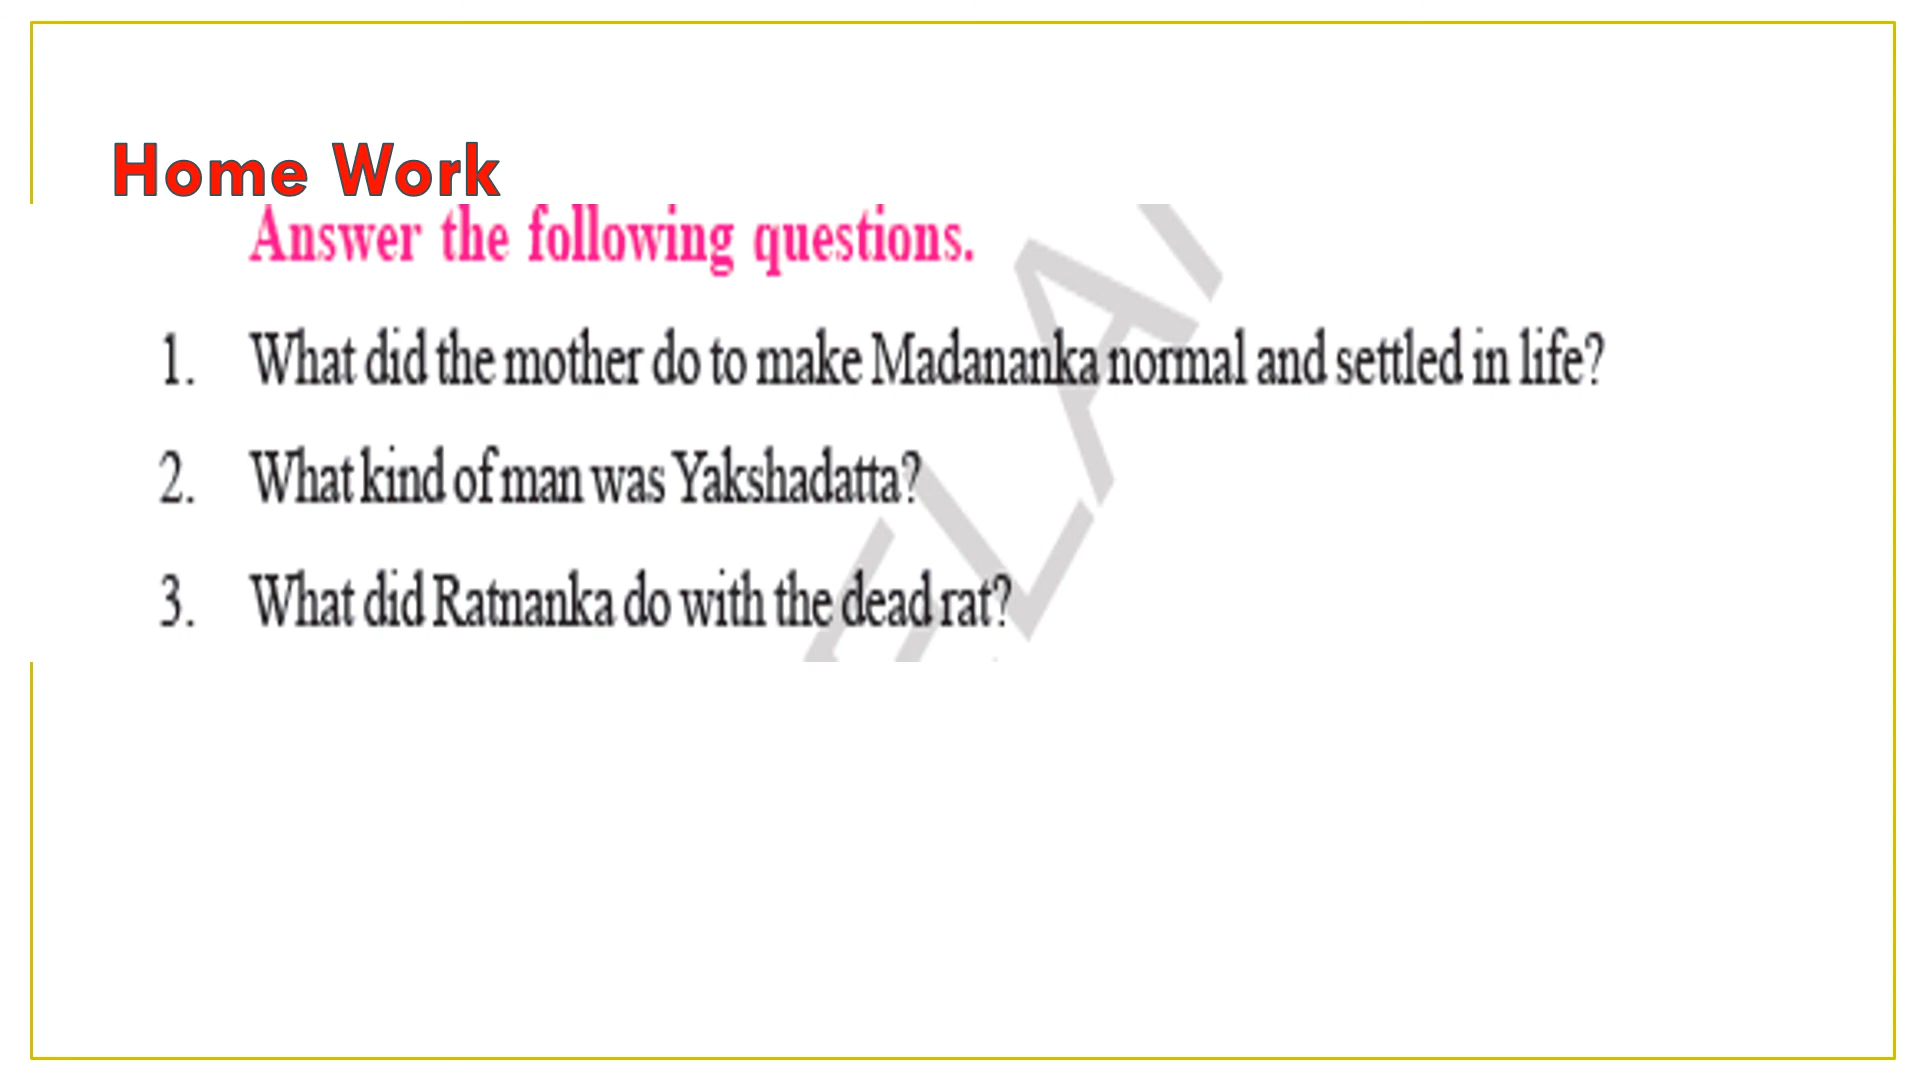 Home Work
Answer the following questions.
1. What did the mother do to make Madananka normal and settled in life?
2. What kind of man was Yakshadatta?
3. What did Ratnanka do with the dead rat?